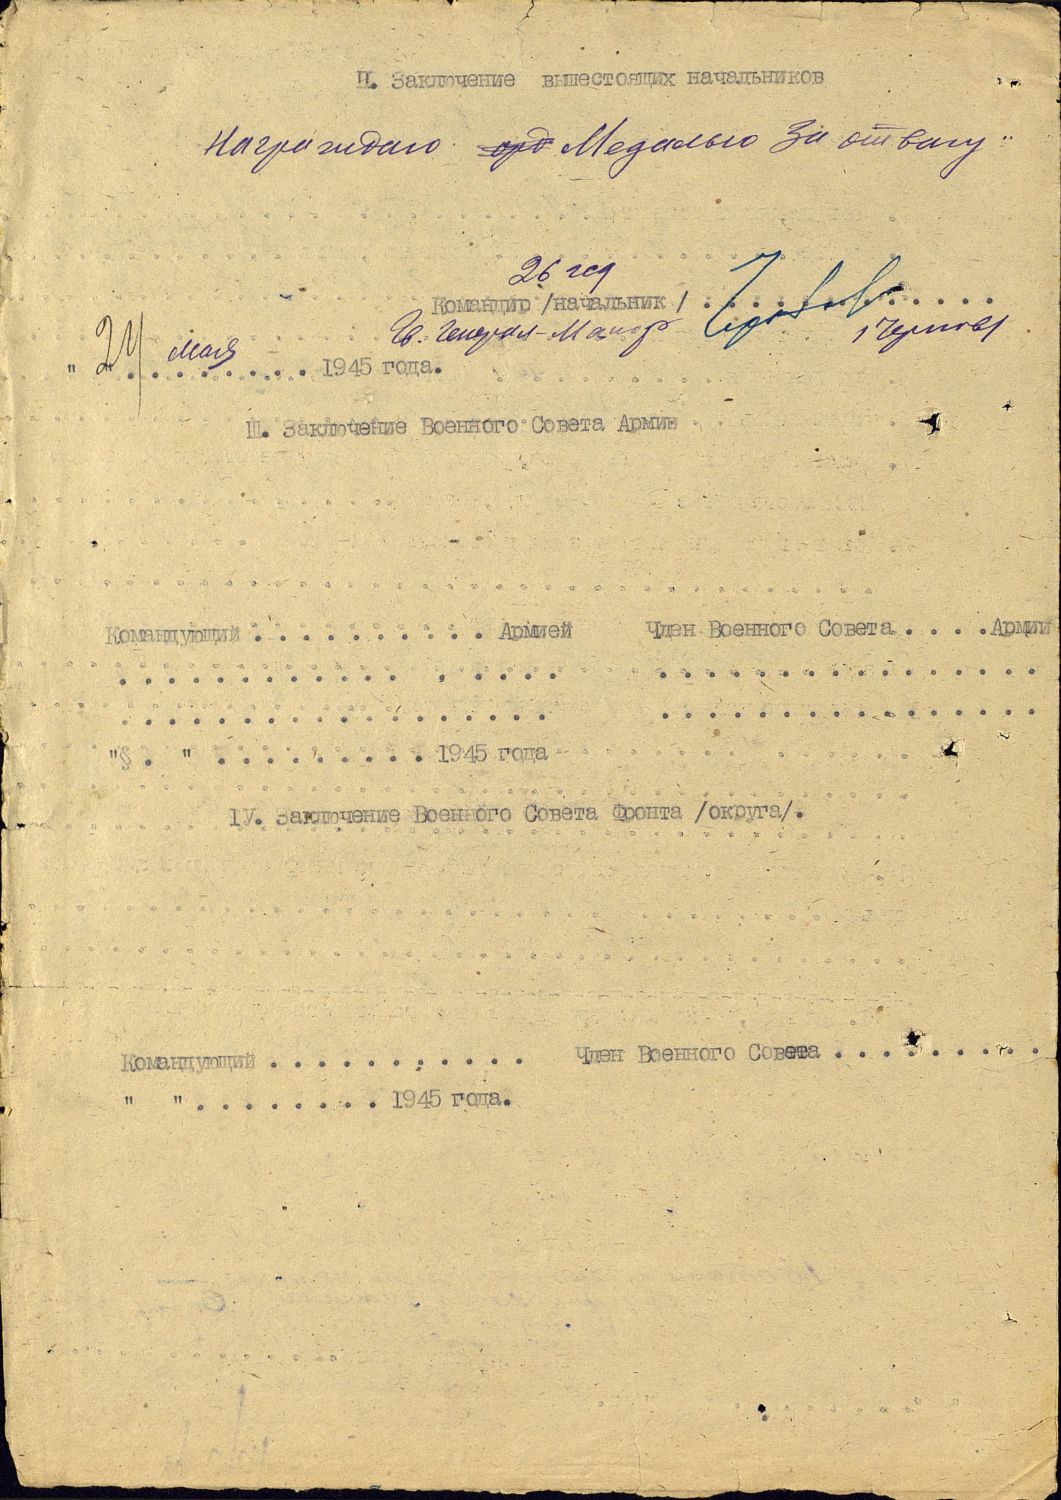 II. Заключение вышестоящих начальников
Награждаю орд Медалью За отвагу"
26 гсд
Командир /начальник/ . . . . . . . . . . . .
Гв. Генерал-Майор /Чернов/
" 24 " мая . . . . . . . . . 1945 года.
Ш. Заключение Военного Совета Армии
Командующий . . . . . . . . . . Армией Член Военного Совета . . . . Армии
"§. " . . . . . . . . . 1945 года
IУ. Заключение Военного Совета Фронта /округа/.
Командующий . . . . . . . . . . . Член Военного Совета . . . . . . . . .
" " . . . . . . . . 1945 года.